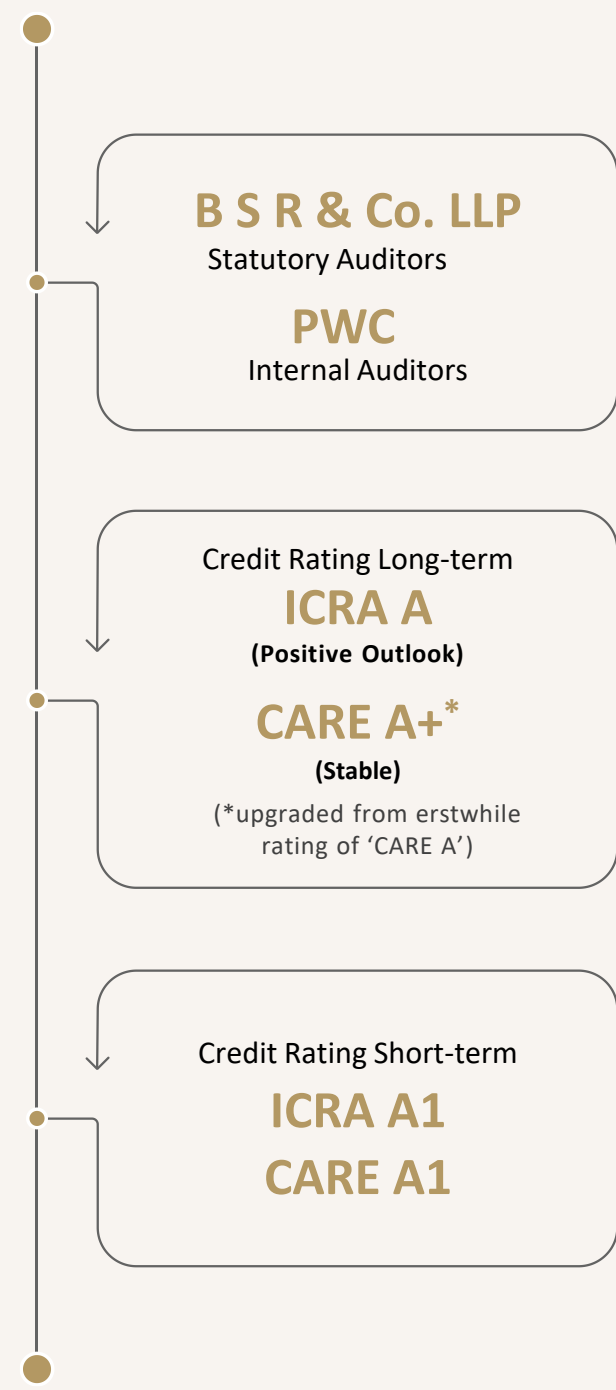 B S R & Co. LLP
Statutory Auditors
PWC
Internal Auditors
Credit Rating Long-term
ICRA A
(Positive Outlook)
CARE A+*
(Stable)
(*upgraded from erstwhile
rating of ‘CARE A’)
Credit Rating Short-term
ICRA A1
CARE A1